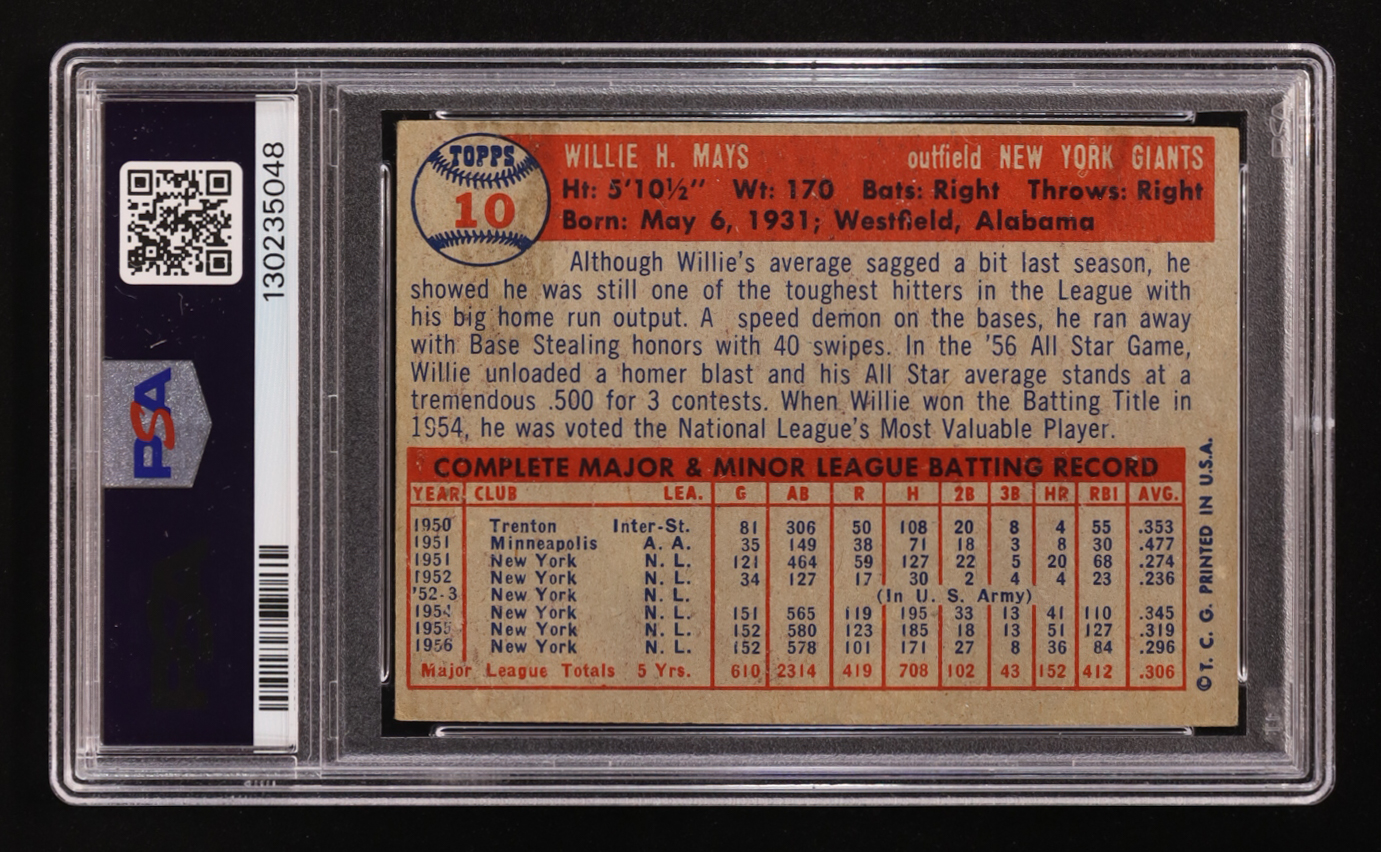 130235048
PSA
TOPPS
10
WILLIE H. MAYS outfield NEW YORK GIANTS
Ht: 5'10½" Wt: 170 Bats: Right Throws: Right
Born: May 6, 1931; Westfield, Alabama
Although Willie's average sagged a bit last season, he
showed he was still one of the toughest hitters in the League with
his big home run output. A speed demon on the bases, he ran away
with Base Stealing honors with 40 swipes. In the '56 All Star Game,
Willie unloaded a homer blast and his All Star average stands at a
tremendous .500 for 3 contests. When Willie won the Batting Title in
1954, he was voted the National League's Most Valuable Player.
COMPLETE MAJOR & MINOR LEAGUE BATTING RECORD
YEAR CLUB LEA. G AB R H 2B 3B HR RBI AVG.
1950 Trenton Inter-St. 81 306 50 108 20 8 4 55 .353
1951 Minneapolis A. A. 35 149 38 71 18 3 8 30 .477
1951 New York N. L. 121 464 59 127 22 5 20 68 .274
1952 New York N. L. 34 127 17 30 2 4 4 23 .236
'52-3 New York N. L. (In U. S. Army)
1954 New York N. L. 151 565 119 195 33 13 41 110 .345
1955 New York N. L. 152 580 123 185 18 13 51 127 .319
1956 New York N. L. 152 578 101 171 27 8 36 84 .296
Major League Totals 5 Yrs. 610 2314 419 708 102 43 152 412 .306
© T. C. G. PRINTED IN U.S.A.